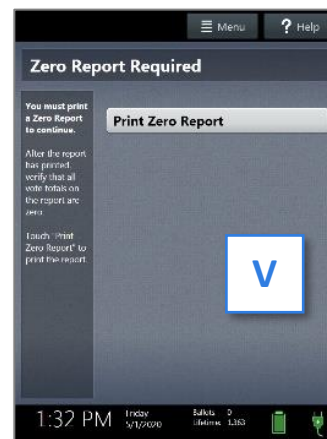 Menu
? Help
Zero Report Required
You must print
a Zero Report
to continue.
Print Zero Report
After the report
has printed,
verify that all
vote totals on
the report are
zero.
Touch "Print
Zero Report" to
print the report.
V
1:32 PM
Friday
5/1/2020
Ballots 0
Lifetime 1,363